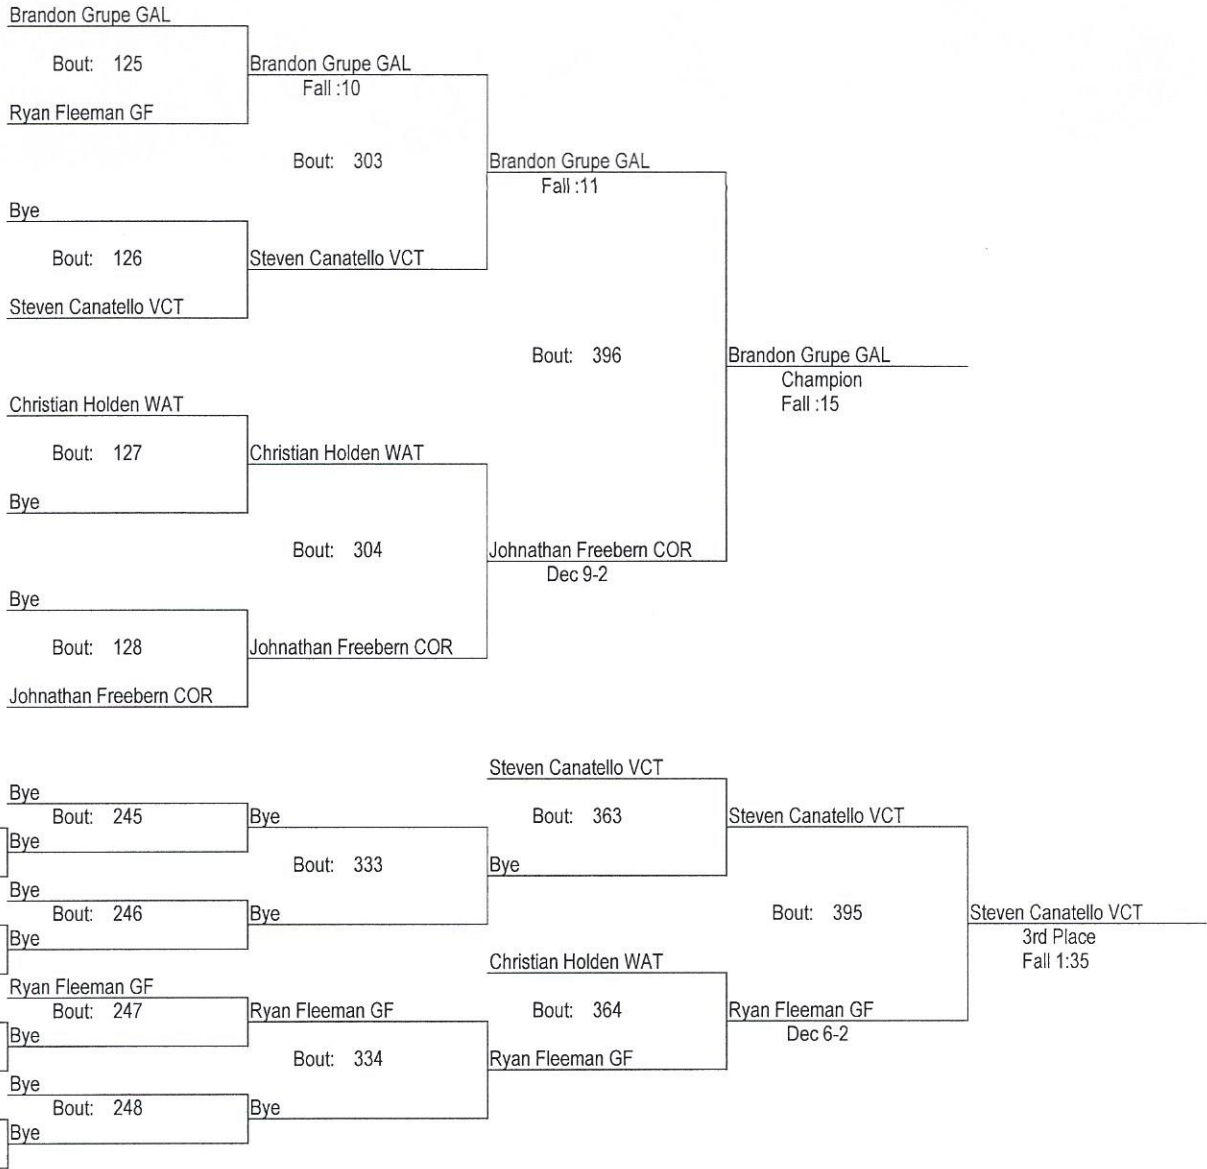 Brandon Grupe GAL
Bout: 125
Brandon Grupe GAL
Fall :10
Ryan Fleeman GF
Bout: 303
Brandon Grupe GAL
Fall :11
Bye
Bout: 126
Steven Canatello VCT
Steven Canatello VCT
Bout: 396
Brandon Grupe GAL
Champion
Fall :15
Christian Holden WAT
Bout: 127
Christian Holden WAT
Bye
Bout: 304
Johnathan Freebern COR
Dec 9-2
Bye
Bout: 128
Johnathan Freebern COR
Johnathan Freebern COR
Steven Canatello VCT
Bye
Bout: 245
Bye
Bout: 363
Steven Canatello VCT
Bye
Bout: 333
Bye
Bye
Bout: 246
Bye
Bout: 395
Steven Canatello VCT
Bye
3rd Place
Fall 1:35
Christian Holden WAT
Ryan Fleeman GF
Bout: 247
Ryan Fleeman GF
Bout: 364
Ryan Fleeman GF
Dec 6-2
Bye
Bout: 334
Ryan Fleeman GF
Bye
Bout: 248
Bye
Bye